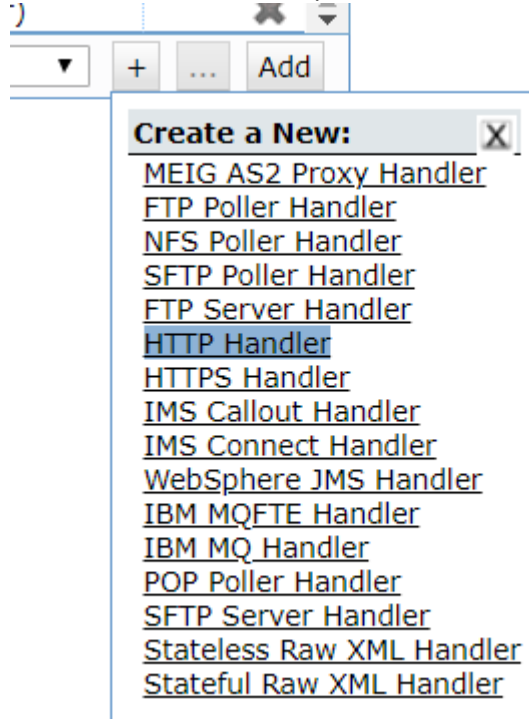 )
+ ... Add
Create a New: X
MEIG AS2 Proxy Handler
FTP Poller Handler
NFS Poller Handler
SFTP Poller Handler
FTP Server Handler
HTTP Handler
HTTPS Handler
IMS Callout Handler
IMS Connect Handler
WebSphere JMS Handler
IBM MQFTE Handler
IBM MQ Handler
POP Poller Handler
SFTP Server Handler
Stateless Raw XML Handler
Stateful Raw XML Handler